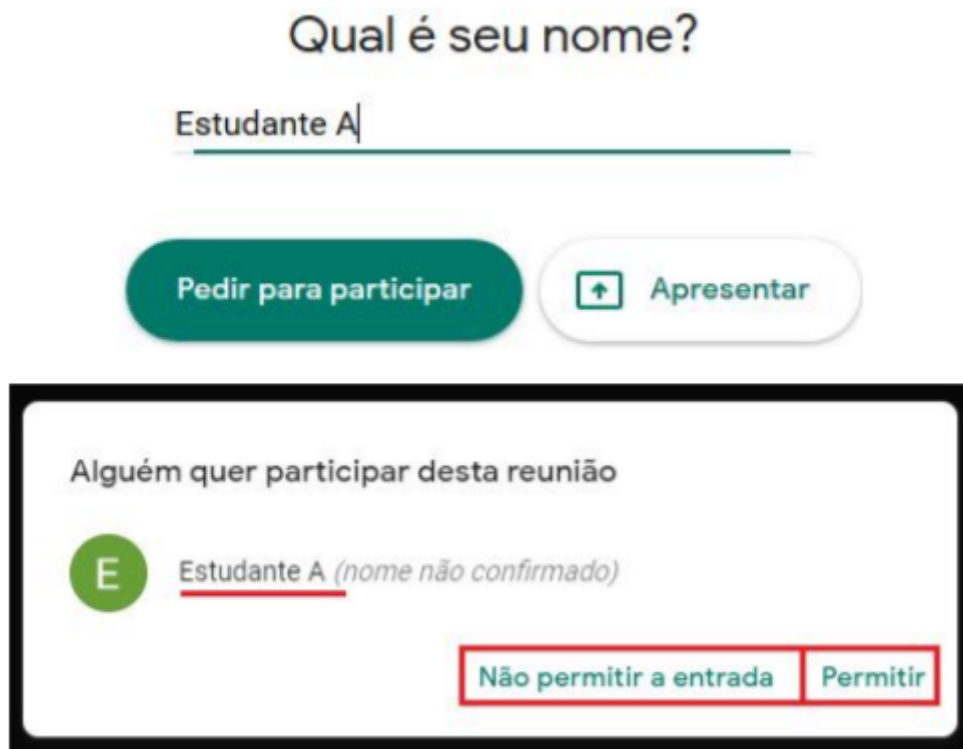 Qual é seu nome?
Estudante A
Pedir para participar Apresentar
Alguém quer participar desta reunião
E Estudante A (nome não confirmado)
Não permitir a entrada Permitir